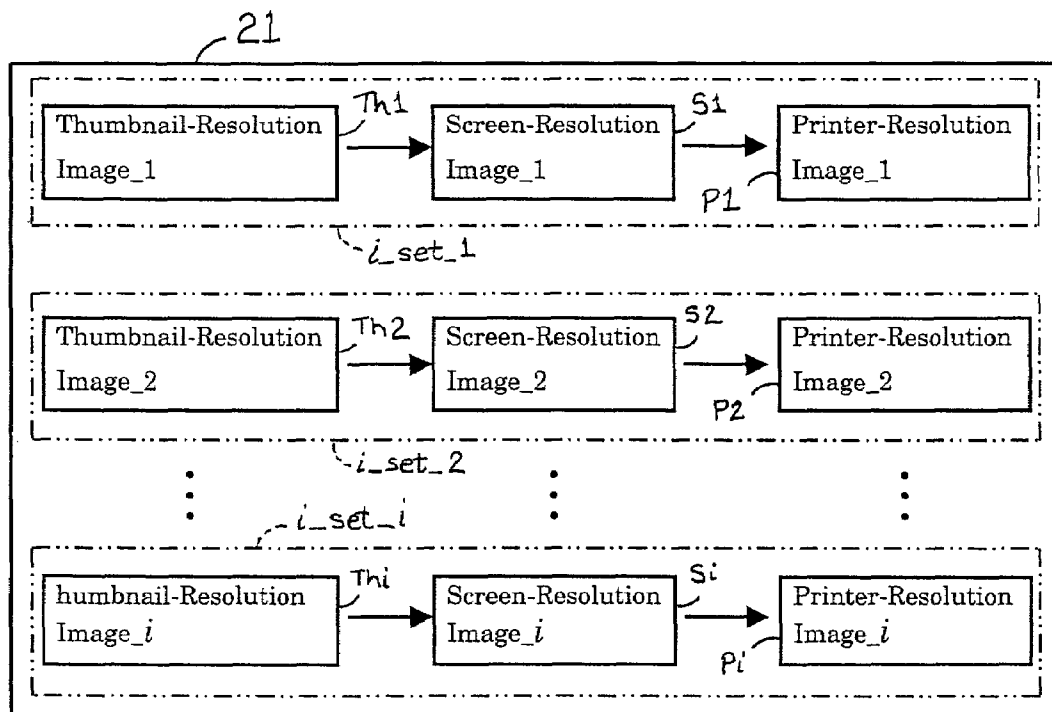 21
Th1 S1
Thumbnail-Resolution Screen-Resolution Printer-Resolution
Image_1 Image_1 Image_1
P1
i_set_1
Th2 S2
Thumbnail-Resolution Screen-Resolution Printer-Resolution
Image_2 Image_2 Image_2
P2
i_set_2
i_set_i
Thi Si
humbnail-Resolution Screen-Resolution Printer-Resolution
Image_i Image_i Image_i
Pi